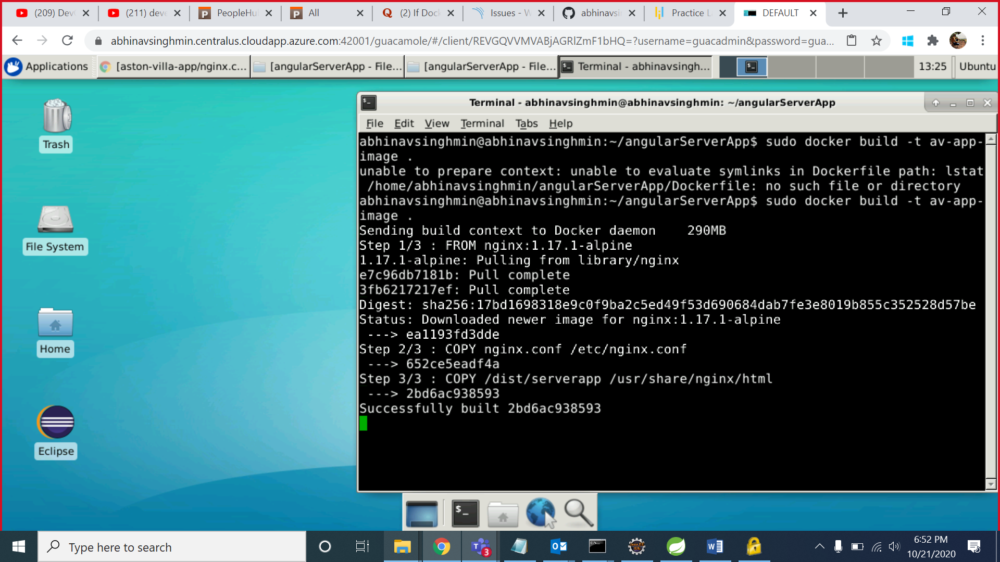 (209) Dev
(211) deve
PeopleHu
All
(2) If Dock
Issues - W
abhinavsin
Practice L
DEFAULT
abhinavsinghmin.centralus.cloudapp.azure.com:42001/guacamole/#/client/REVGQVVMVABjAGRlZmF1bHQ=?username=guacadmin&password=gua...
Applications
[aston-villa-app/nginx.c...
[angularServerApp - File...
[angularServerApp - File...
Terminal - abhinavsingh...
13:25
Ubuntu
Trash
File System
Home
Eclipse
Terminal - abhinavsinghmin@abhinavsinghmin: ~/angularServerApp
File Edit View Terminal Tabs Help
abhinavsinghmin@abhinavsinghmin:~/angularServerApp$ sudo docker build -t av-app-
image .
unable to prepare context: unable to evaluate symlinks in Dockerfile path: lstat
/home/abhinavsinghmin/angularServerApp/Dockerfile: no such file or directory
abhinavsinghmin@abhinavsinghmin:~/angularServerApp$ sudo docker build -t av-app-
image .
Sending build context to Docker daemon 290MB
Step 1/3 : FROM nginx:1.17.1-alpine
1.17.1-alpine: Pulling from library/nginx
e7c96db7181b: Pull complete
3fb6217217ef: Pull complete
Digest: sha256:17bd1698318e9c0f9ba2c5ed49f53d690684dab7fe3e8019b855c352528d57be
Status: Downloaded newer image for nginx:1.17.1-alpine
---> ea1193fd3dde
Step 2/3 : COPY nginx.conf /etc/nginx.conf
---> 652ce5eadf4a
Step 3/3 : COPY /dist/serverapp /usr/share/nginx/html
---> 2bd6ac938593
Successfully built 2bd6ac938593
Type here to search
3
6:52 PM
10/21/2020